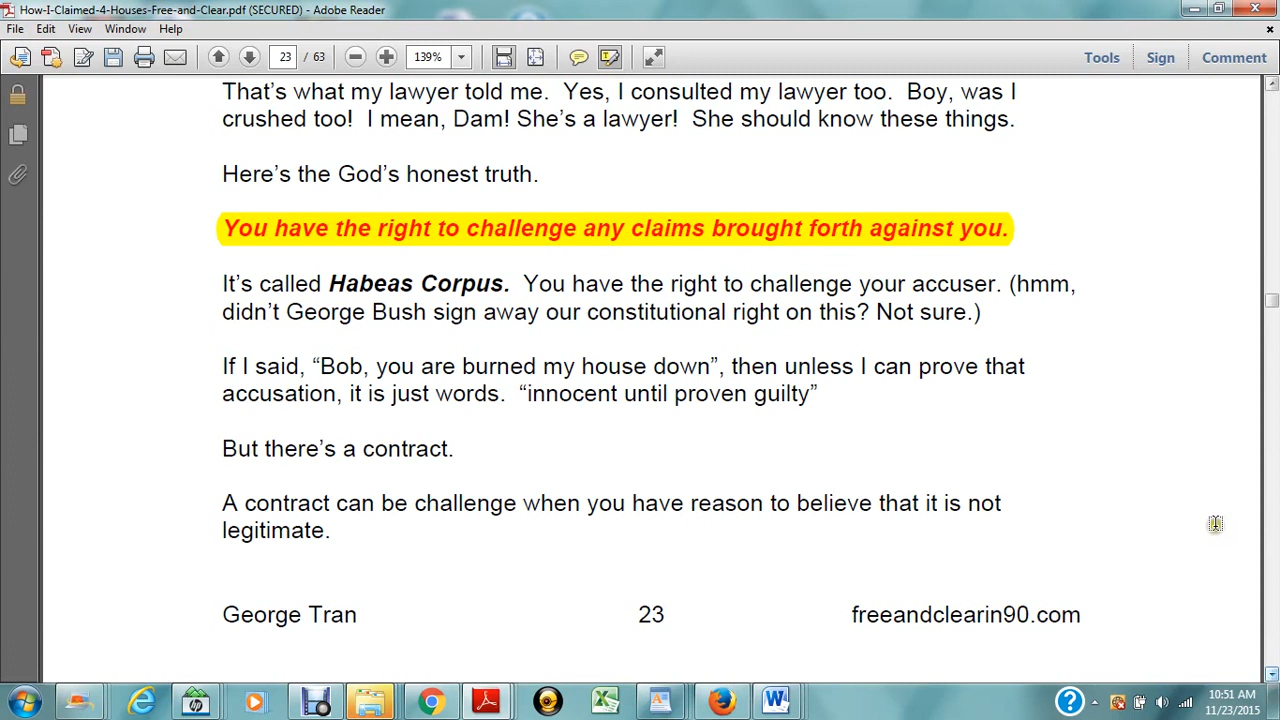 How-I-Claimed-4-Houses-Free-and-Clear.pdf (SECURED) - Adobe Reader
File Edit View Window Help
23 / 63 139% Tools Sign Comment
That's what my lawyer told me. Yes, I consulted my lawyer too. Boy, was I
crushed too! I mean, Dam! She's a lawyer! She should know these things.
Here's the God's honest truth.
You have the right to challenge any claims brought forth against you.
It's called Habeas Corpus. You have the right to challenge your accuser. (hmm,
didn't George Bush sign away our constitutional right on this? Not sure.)
If I said, “Bob, you are burned my house down”, then unless I can prove that
accusation, it is just words. “innocent until proven guilty”
But there's a contract.
A contract can be challenge when you have reason to believe that it is not
legitimate.
George Tran 23 freeandclearin90.com
10:51 AM
11/23/2015